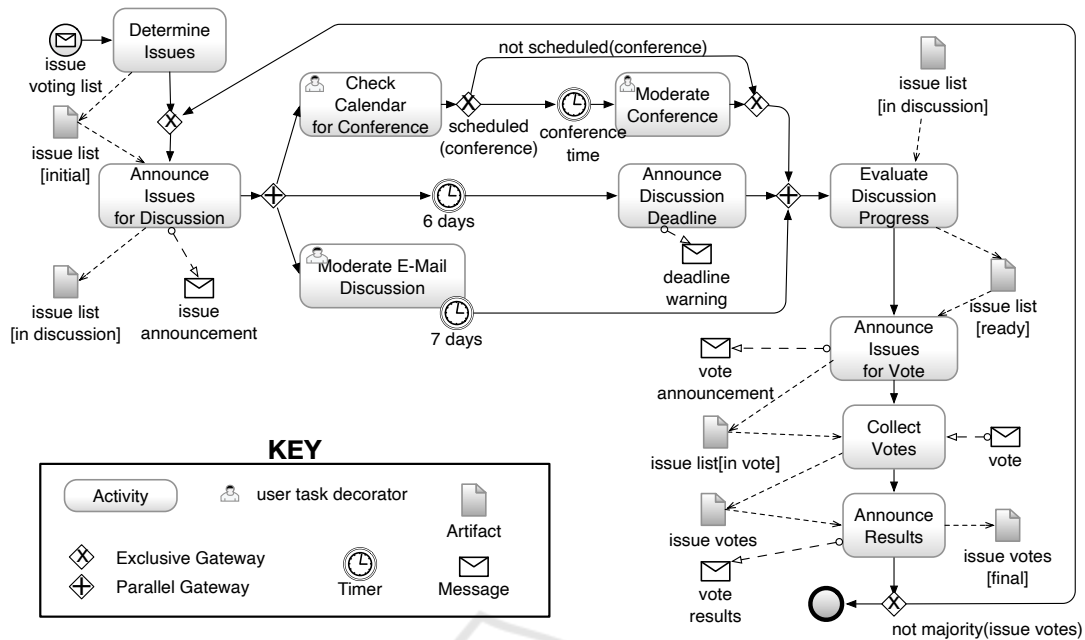 Determine
Issues
issue
voting list
issue list
[initial]
Announce
Issues
for Discussion
issue list
[in discussion]
issue
announcement
not scheduled(conference)
Check
Calendar
for Conference
scheduled
(conference)
conference
time
Moderate
Conference
6 days
Announce
Discussion
Deadline
deadline
warning
Moderate E-Mail
Discussion
7 days
issue list
[in discussion]
Evaluate
Discussion
Progress
issue list
[ready]
Announce
Issues
for Vote
vote
announcement
Collect
Votes
vote
issue list[in vote]
Announce
Results
issue votes
issue votes
[final]
vote
results
not majority(issue votes)
KEY
Activity
user task decorator
Artifact
Exclusive Gateway
Parallel Gateway
Timer
Message